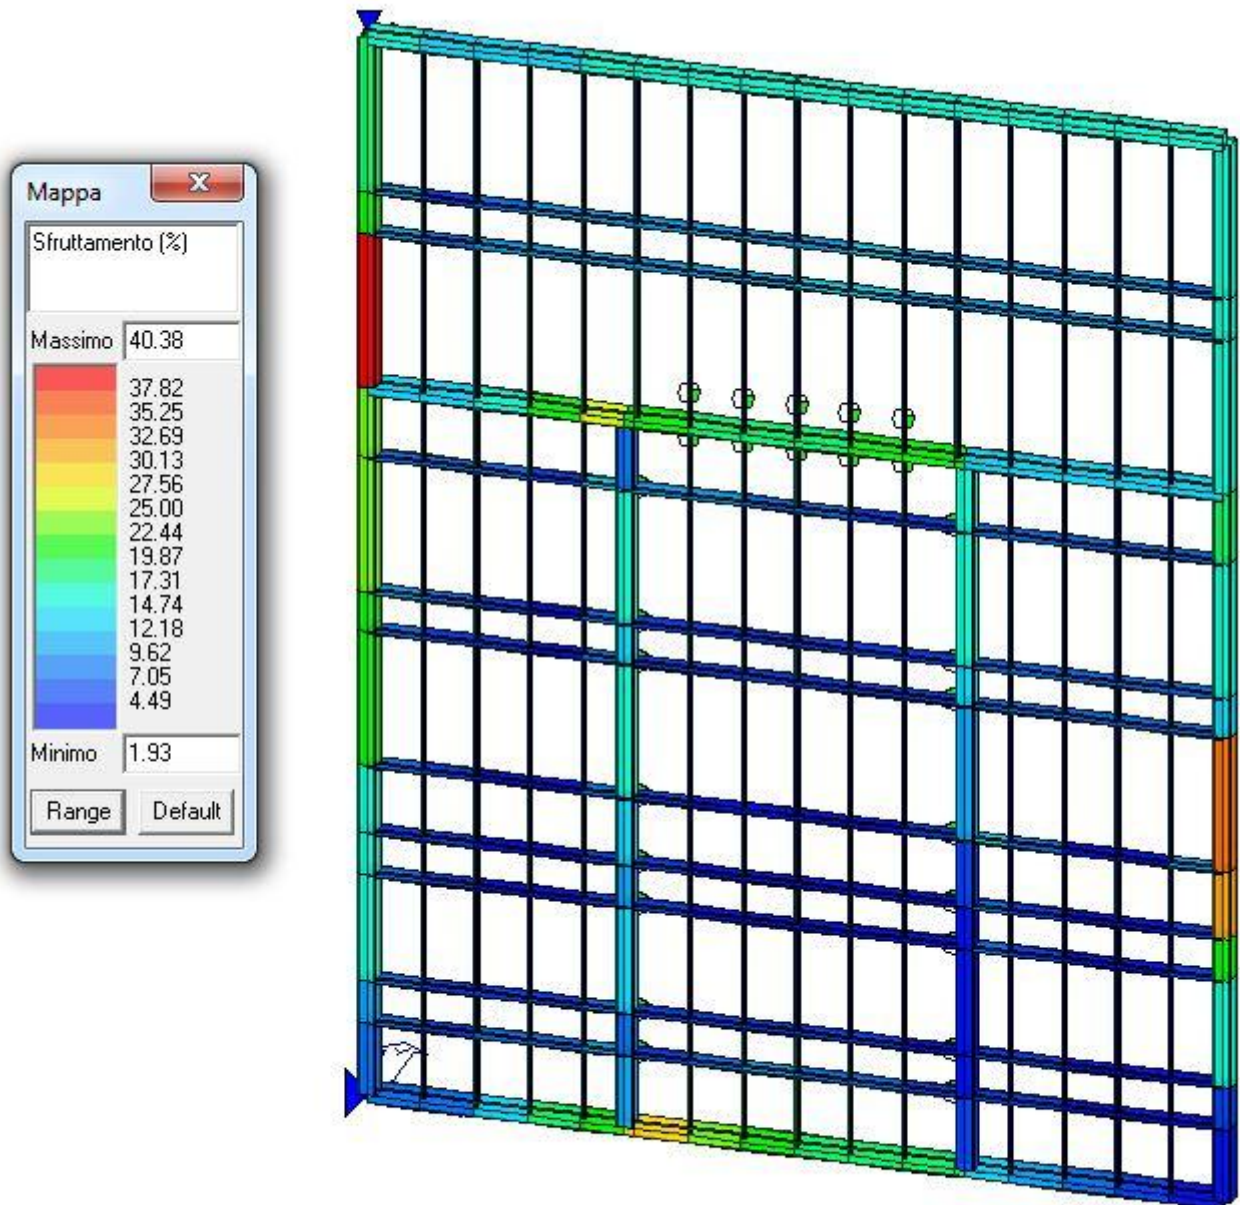 Mappa
Sfruttamento (%)
Massimo 40.38
37.82
35.25
32.69
30.13
27.56
25.00
22.44
19.87
17.31
14.74
12.18
9.62
7.05
4.49
Minimo 1.93
Range Default